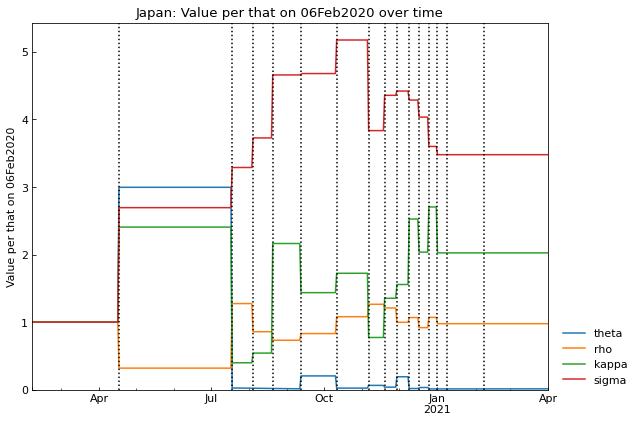 Japan: Value per that on 06Feb2020 over time
Value per that on 06Feb2020
5
4
3
2
1
0
Apr
Jul
Oct
Jan
2021
Apr
theta
rho
kappa
sigma